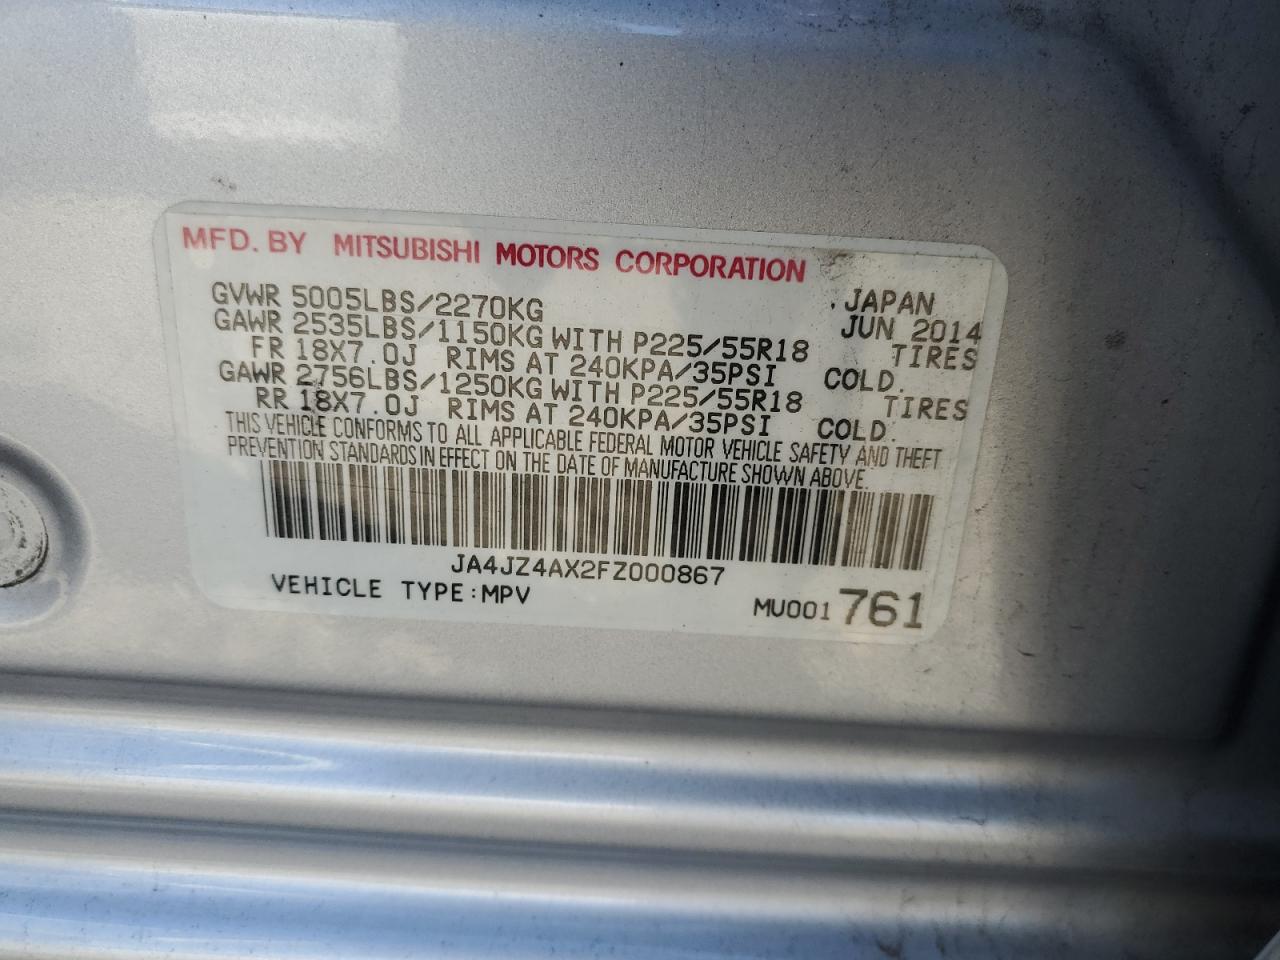 MFD. BY MITSUBISHI MOTORS CORPORATION
GVWR 5005LBS/2270KG JAPAN
GAWR 2535LBS/1150KG WITH P225/55R18 JUN 2014
FR 18X7.0J RIMS AT 240KPA/35PSI TIRES
GAWR 2756LBS/1250KG WITH P225/55R18 COLD.
RR 18X7.0J RIMS AT 240KPA/35PSI TIRES
COLD.
THIS VEHICLE CONFORMS TO ALL APPLICABLE FEDERAL MOTOR VEHICLE SAFETY AND THEFT
PREVENTION STANDARDS IN EFFECT ON THE DATE OF MANUFACTURE SHOWN ABOVE.
JA4JZ4AX2FZ000867
VEHICLE TYPE:MPV MU001 761